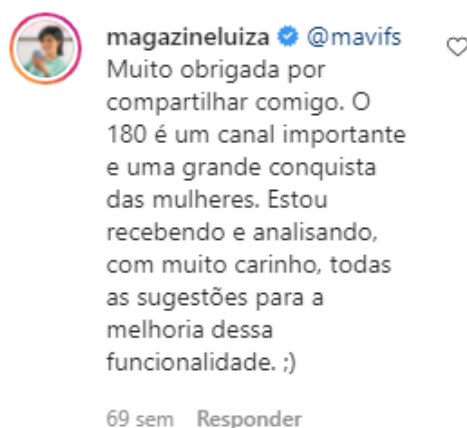 magazineluiza @mavifs
Muito obrigada por
compartilhar comigo. O
180 é um canal importante
e uma grande conquista
das mulheres. Estou
recebendo e analisando,
com muito carinho, todas
as sugestões para a
melhoria dessa
funcionalidade. ;)
69 sem Responder